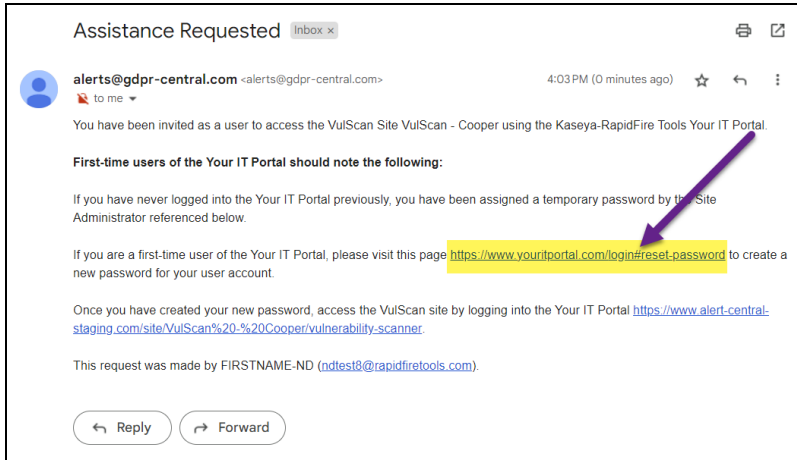 Assistance Requested Inbox ×
alerts@gdpr-central.com <alerts@gdpr-central.com> 4:03 PM (0 minutes ago)
to me
You have been invited as a user to access the VulScan Site VulScan - Cooper using the Kaseya-RapidFire Tools Your IT Portal.
First-time users of the Your IT Portal should note the following:
If you have never logged into the Your IT Portal previously, you have been assigned a temporary password by the Site
Administrator referenced below.
If you are a first-time user of the Your IT Portal, please visit this page https://www.youritportal.com/login#reset-password to create a
new password for your user account.
Once you have created your new password, access the VulScan site by logging into the Your IT Portal https://www.alert-central-
staging.com/site/VulScan%20-%20Cooper/vulnerability-scanner.
This request was made by FIRSTNAME-ND (ndtest8@rapidfiretools.com).
Reply Forward